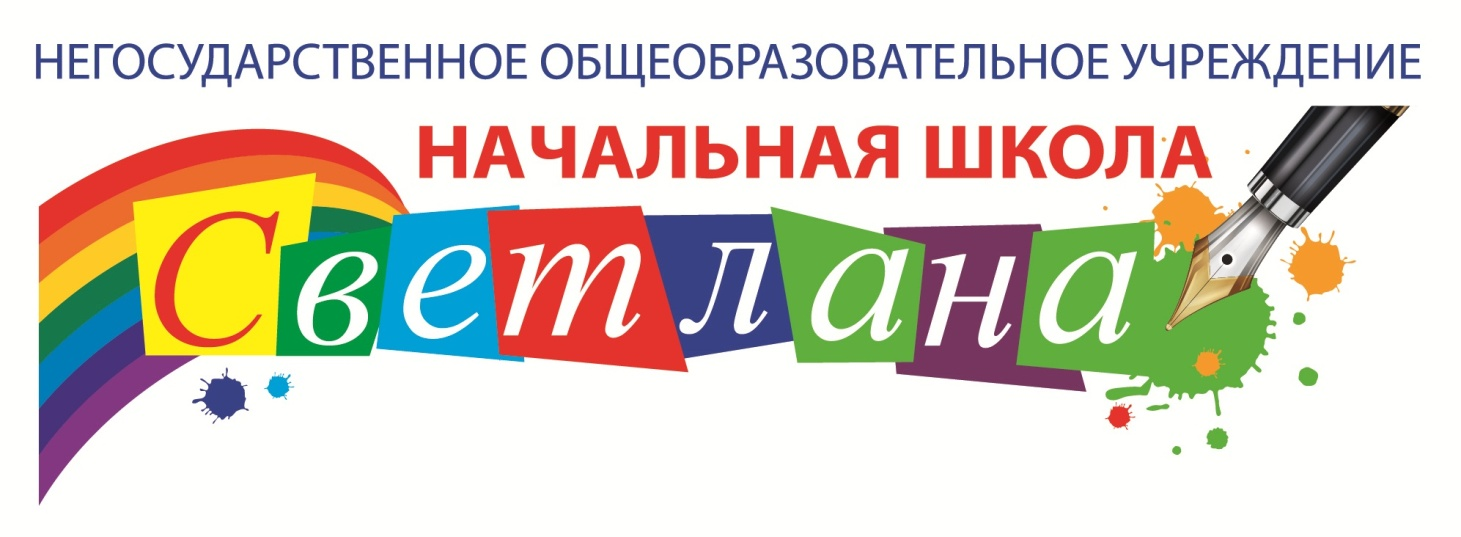 НЕГОСУДАРСТВЕННОЕ ОБЩЕОБРАЗОВАТЕЛЬНОЕ УЧРЕЖДЕНИЕ
НАЧАЛЬНАЯ ШКОЛА
Светлана